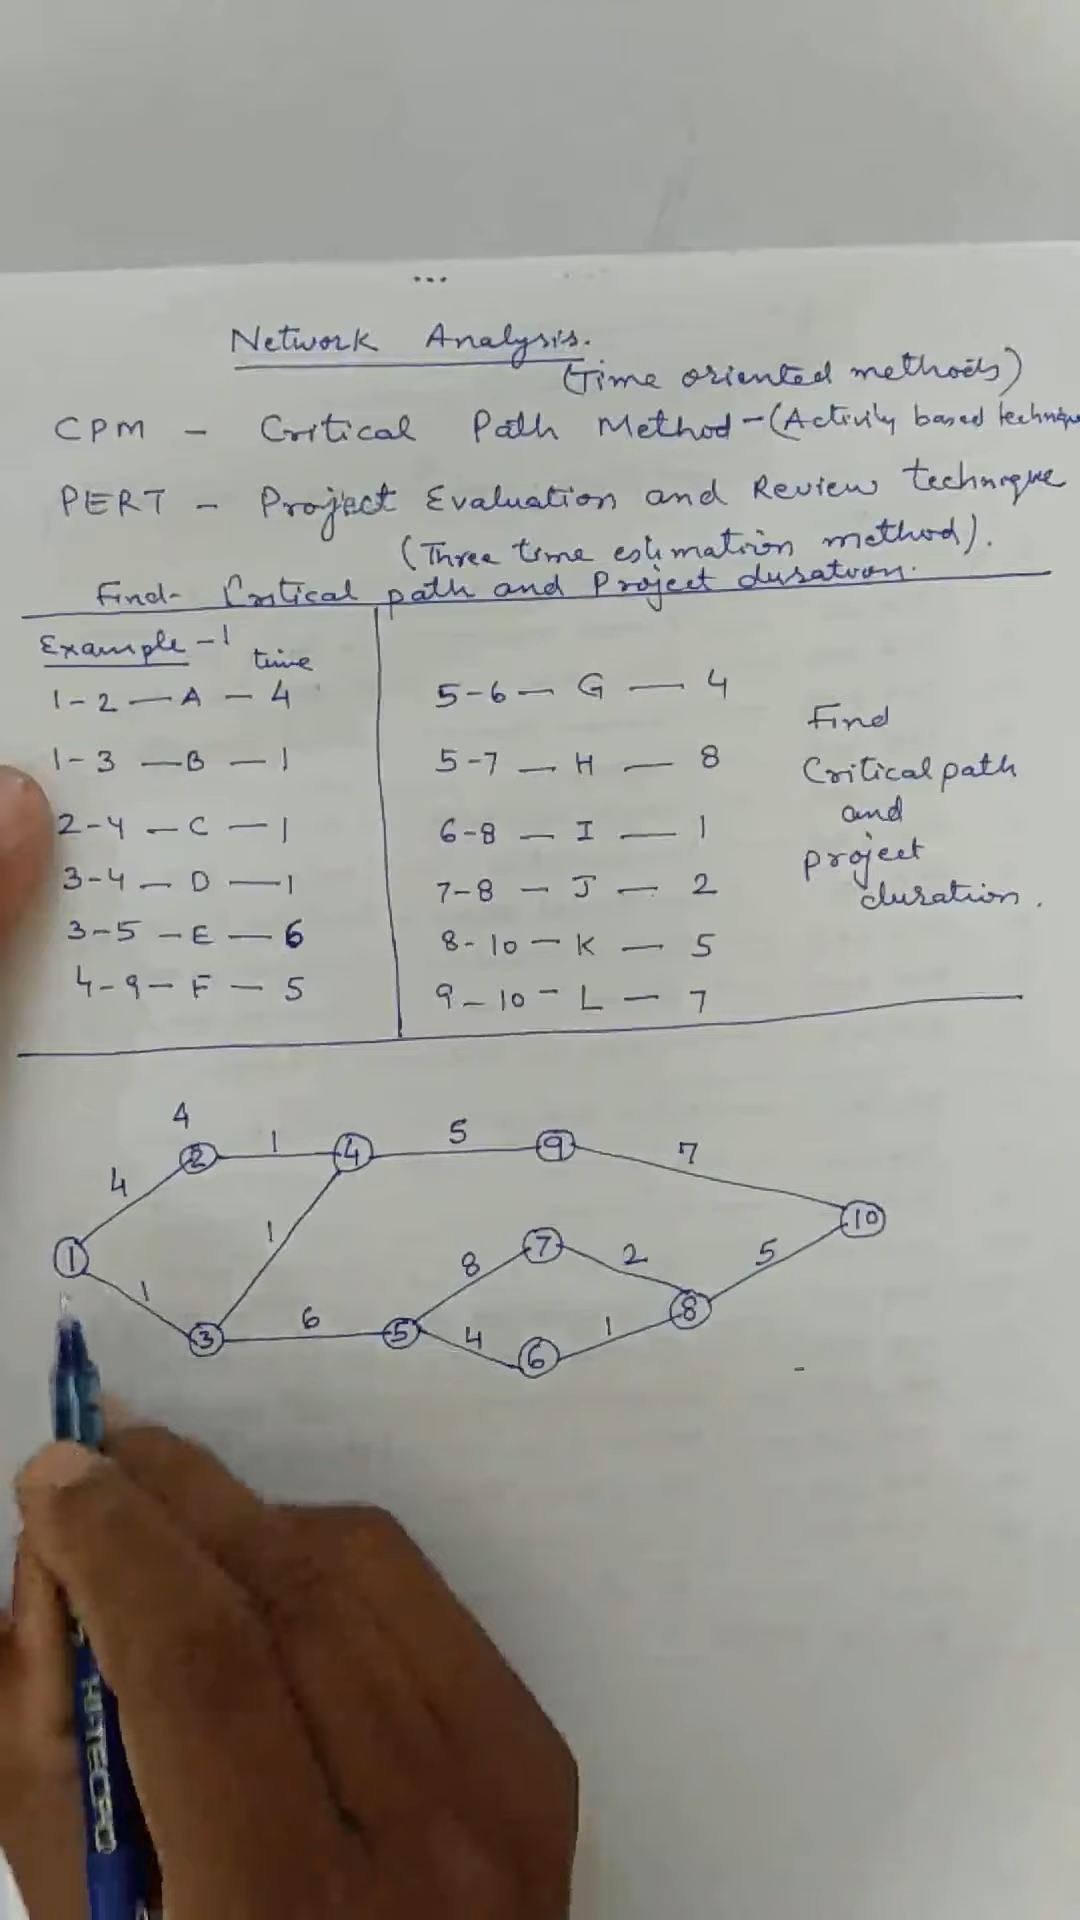 Network Analysis.
(Time oriented methods)
CPM - Critical Path Method - (Activity based technique
PERT - Project Evaluation and Review technique
(Three time estimation method).
Find- Critical path and Project duration.
Example -1
time
1-2 — A — 4
1-3 — B — 1
2-4 — C — 1
3-4 — D — 1
3-5 — E — 6
4-9 — F — 5
5-6 — G — 4
5-7 — H — 8
6-8 — I — 1
7-8 — J — 2
8-10 — K — 5
9-10 — L — 7
Find
Critical path
and
project
duration.
4
4 2 1 4 5 9 7
1 1 10
1 8 7 2 5
3 6 5 4 6 1 8
HI-TECPRO